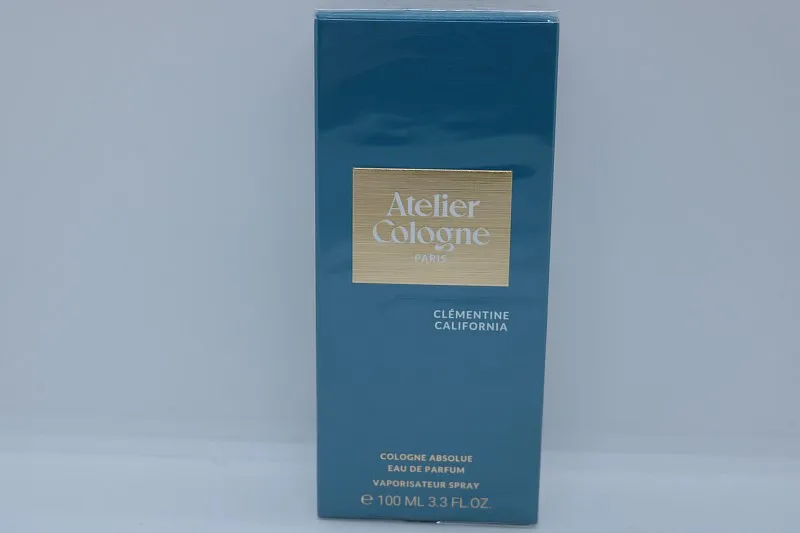 Atelier
Cologne
PARIS
CLÉMENTINE
CALIFORNIA
COLOGNE ABSOLUE
EAU DE PARFUM
VAPORISATEUR SPRAY
℮ 100 ML 3.3 FL.OZ.